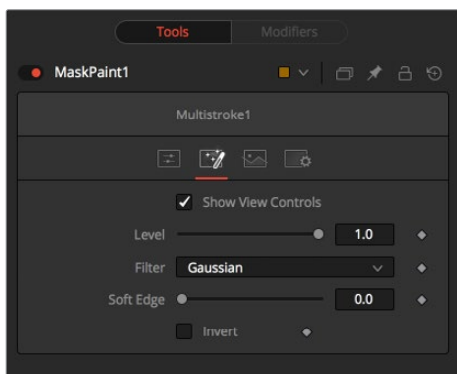 Tools Modifiers
MaskPaint1
Multistroke1
Show View Controls
Level 1.0
Filter Gaussian
Soft Edge 0.0
Invert